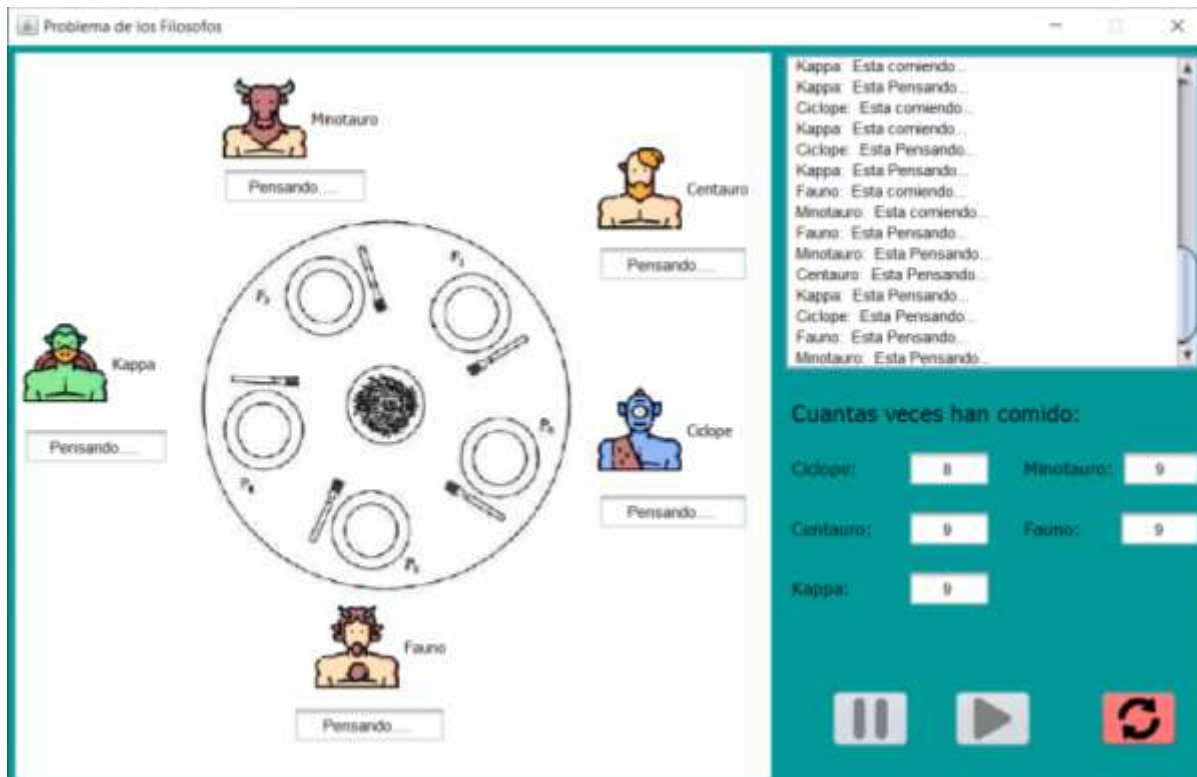 Problema de los Filosofos
Minotauro
Pensando....
Centauro
Pensando....
Kappa
Pensando....
Ciclope
Pensando....
Fauno
Pensando....
Kappa: Esta comiendo...
Kappa: Esta Pensando...
Ciclope: Esta comiendo...
Kappa: Esta comiendo...
Ciclope: Esta Pensando...
Kappa: Esta Pensando...
Fauno: Esta comiendo...
Minotauro: Esta comiendo...
Fauno: Esta Pensando...
Minotauro: Esta Pensando...
Centauro: Esta Pensando...
Kappa: Esta Pensando...
Ciclope: Esta Pensando...
Fauno: Esta Pensando...
Minotauro: Esta Pensando...
Cuantas veces han comido:
Ciclope: 8 Minotauro: 9
Centauro: 9 Fauno: 9
Kappa: 9